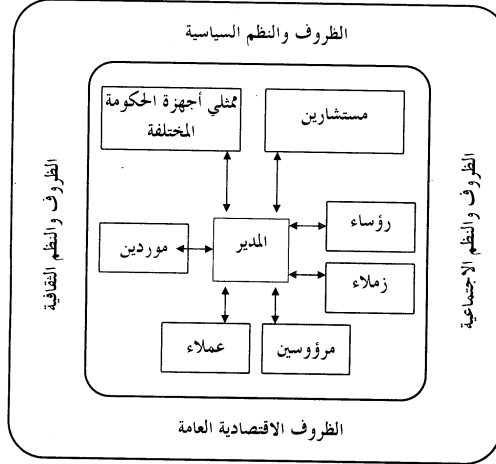 الظروف والنظم السياسية
ممثلي أجهزة الحكومة
المختلفة
مستشارين
الظروف والنظم الاجتماعية
الظروف والنظم الثقافية
رؤساء
المدير
موردين
زملاء
مرؤوسين
عملاء
الظروف الاقتصادية العامة